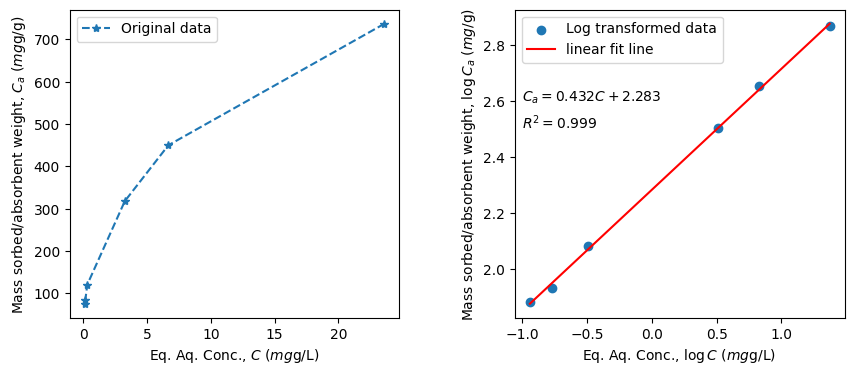 Original data
700
600
500
400
300
200
100
0
5
10
15
20
Mass sorbed/absorbent weight, C_a (mgg/g)
Eq. Aq. Conc., C (mgg/L)
Log transformed data
linear fit line
C_a = 0.432C + 2.283
R^2 = 0.999
2.8
2.6
2.4
2.2
2.0
−1.0
−0.5
0.0
0.5
1.0
Mass sorbed/absorbent weight, log C_a (mg/g)
Eq. Aq. Conc., log C (mgg/L)